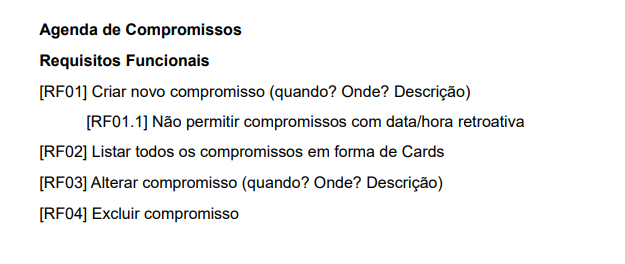 Agenda de Compromissos
Requisitos Funcionais
[RF01] Criar novo compromisso (quando? Onde? Descrição)
[RF01.1] Não permitir compromissos com data/hora retroativa
[RF02] Listar todos os compromissos em forma de Cards
[RF03] Alterar compromisso (quando? Onde? Descrição)
[RF04] Excluir compromisso